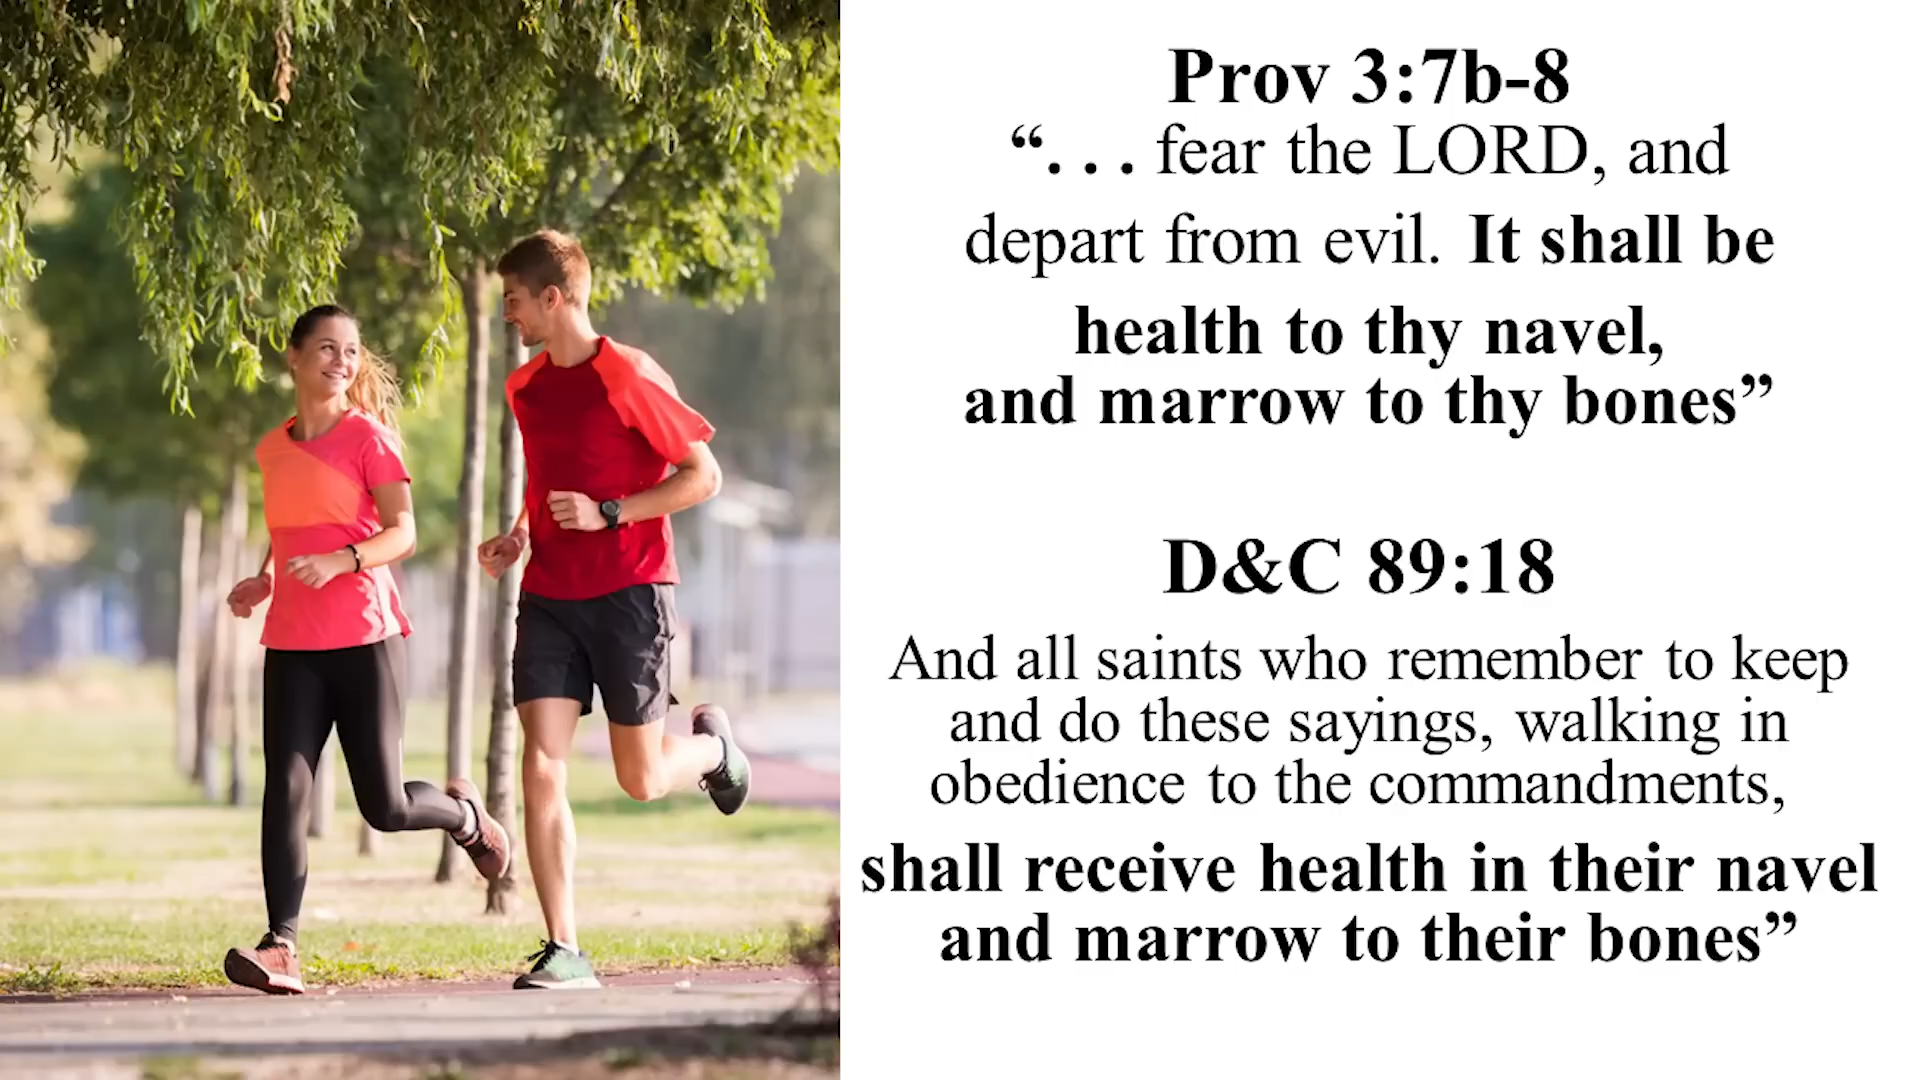 Prov 3:7b-8
“. . . fear the LORD, and
depart from evil. It shall be
health to thy navel,
and marrow to thy bones”
D&C 89:18
And all saints who remember to keep
and do these sayings, walking in
obedience to the commandments,
shall receive health in their navel
and marrow to their bones”